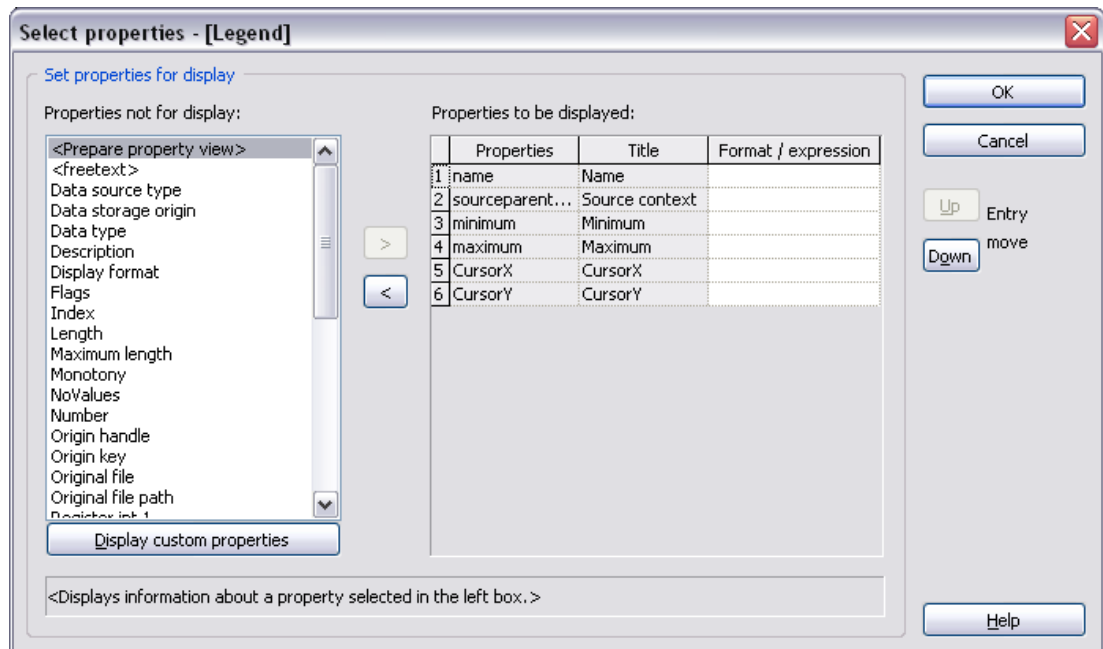 Select properties - [Legend]
Set properties for display
Properties not for display:
<Prepare property view>
<freetext>
Data source type
Data storage origin
Data type
Description
Display format
Flags
Index
Length
Maximum length
Monotony
NoValues
Number
Origin handle
Origin key
Original file
Original file path
Register int 1
Display custom properties
>
<
Properties to be displayed:
Properties Title Format / expression
1 name Name
2 sourceparent... Source context
3 minimum Minimum
4 maximum Maximum
5 CursorX CursorX
6 CursorY CursorY
<Displays information about a property selected in the left box.>
OK
Cancel
Up
Down
Entry
move
Help